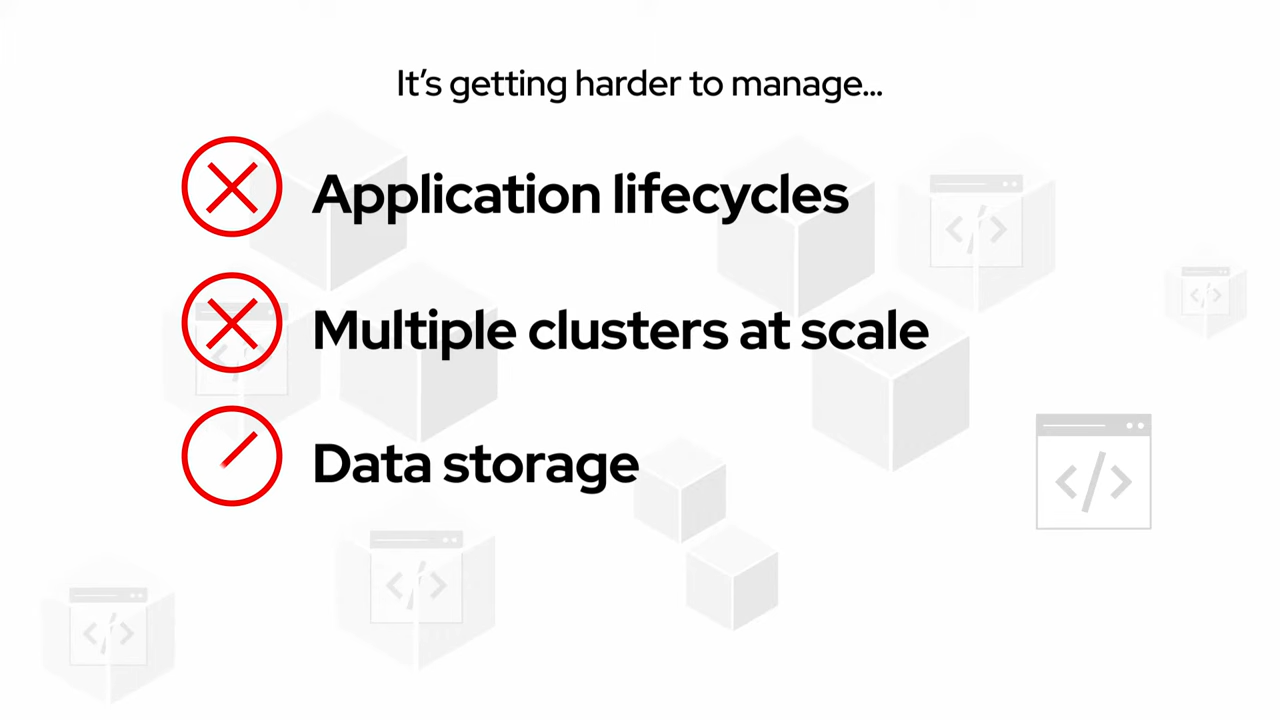 It’s getting harder to manage...
Application lifecycles
Multiple clusters at scale
Data storage